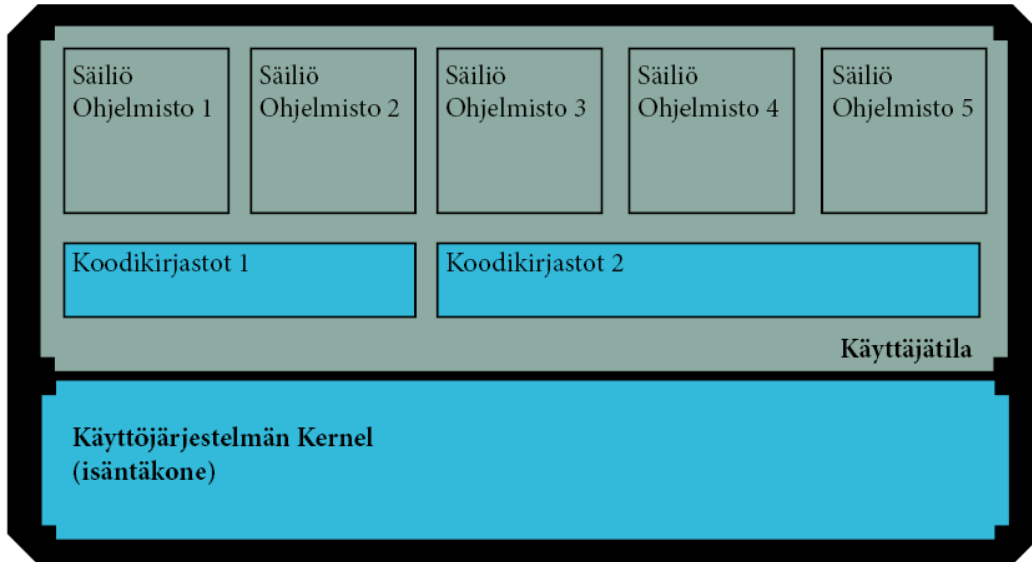 Säiliö
Ohjelmisto 1
Säiliö
Ohjelmisto 2
Säiliö
Ohjelmisto 3
Säiliö
Ohjelmisto 4
Säiliö
Ohjelmisto 5
Koodikirjastot 1
Koodikirjastot 2
Käyttäjätila
Käyttöjärjestelmän Kernel
(isäntäkone)